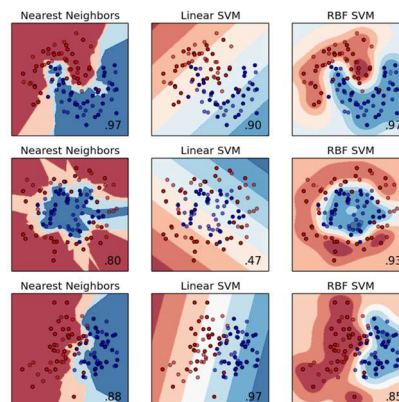 Nearest Neighbors Linear SVM RBF SVM
.97 .90 .97
Nearest Neighbors Linear SVM RBF SVM
.80 .47 .93
Nearest Neighbors Linear SVM RBF SVM
.88 .97 .85